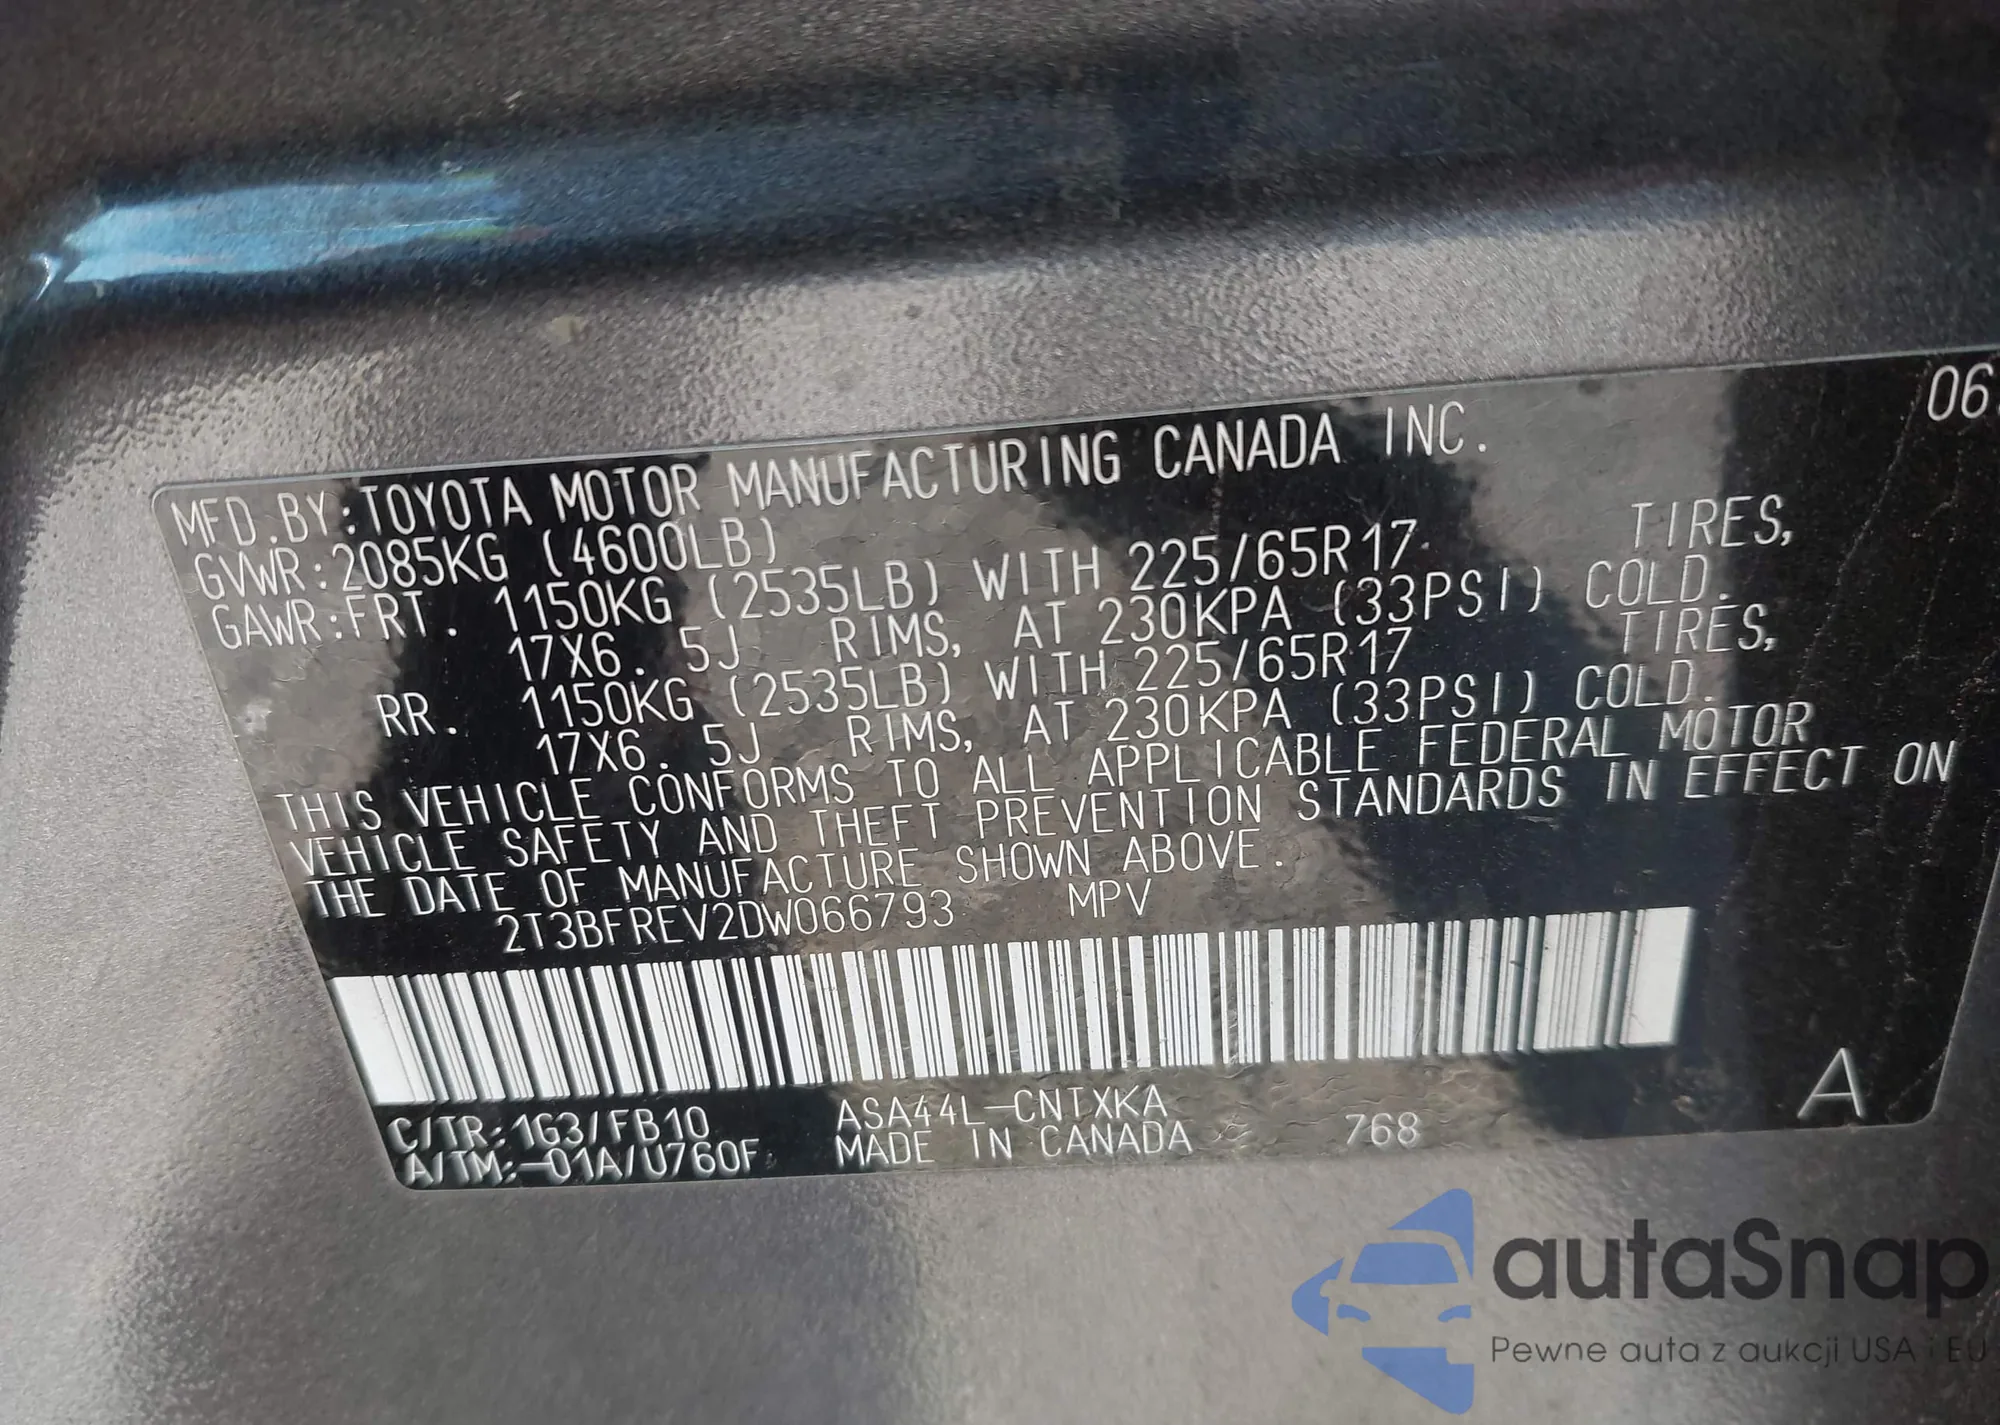 06
MFD.BY:TOYOTA MOTOR MANUFACTURING CANADA INC.
GVWR:2085KG (4600LB)
GAWR:FRT. 1150KG (2535LB) WITH 225/65R17 TIRES,
17X6.5J RIMS, AT 230KPA (33PSI) COLD.
RR. 1150KG (2535LB) WITH 225/65R17 TIRES,
17X6.5J RIMS, AT 230KPA (33PSI) COLD.
THIS VEHICLE CONFORMS TO ALL APPLICABLE FEDERAL MOTOR
VEHICLE SAFETY AND THEFT PREVENTION STANDARDS IN EFFECT ON
THE DATE OF MANUFACTURE SHOWN ABOVE.
2T3BFREV2DW066793 MPV
C/TR:1G3/FB10 ASA44L-CNTXKA
A/TM:-01A/U760F MADE IN CANADA 768 A
autaSnap
Pewne auta z aukcji USA i EU